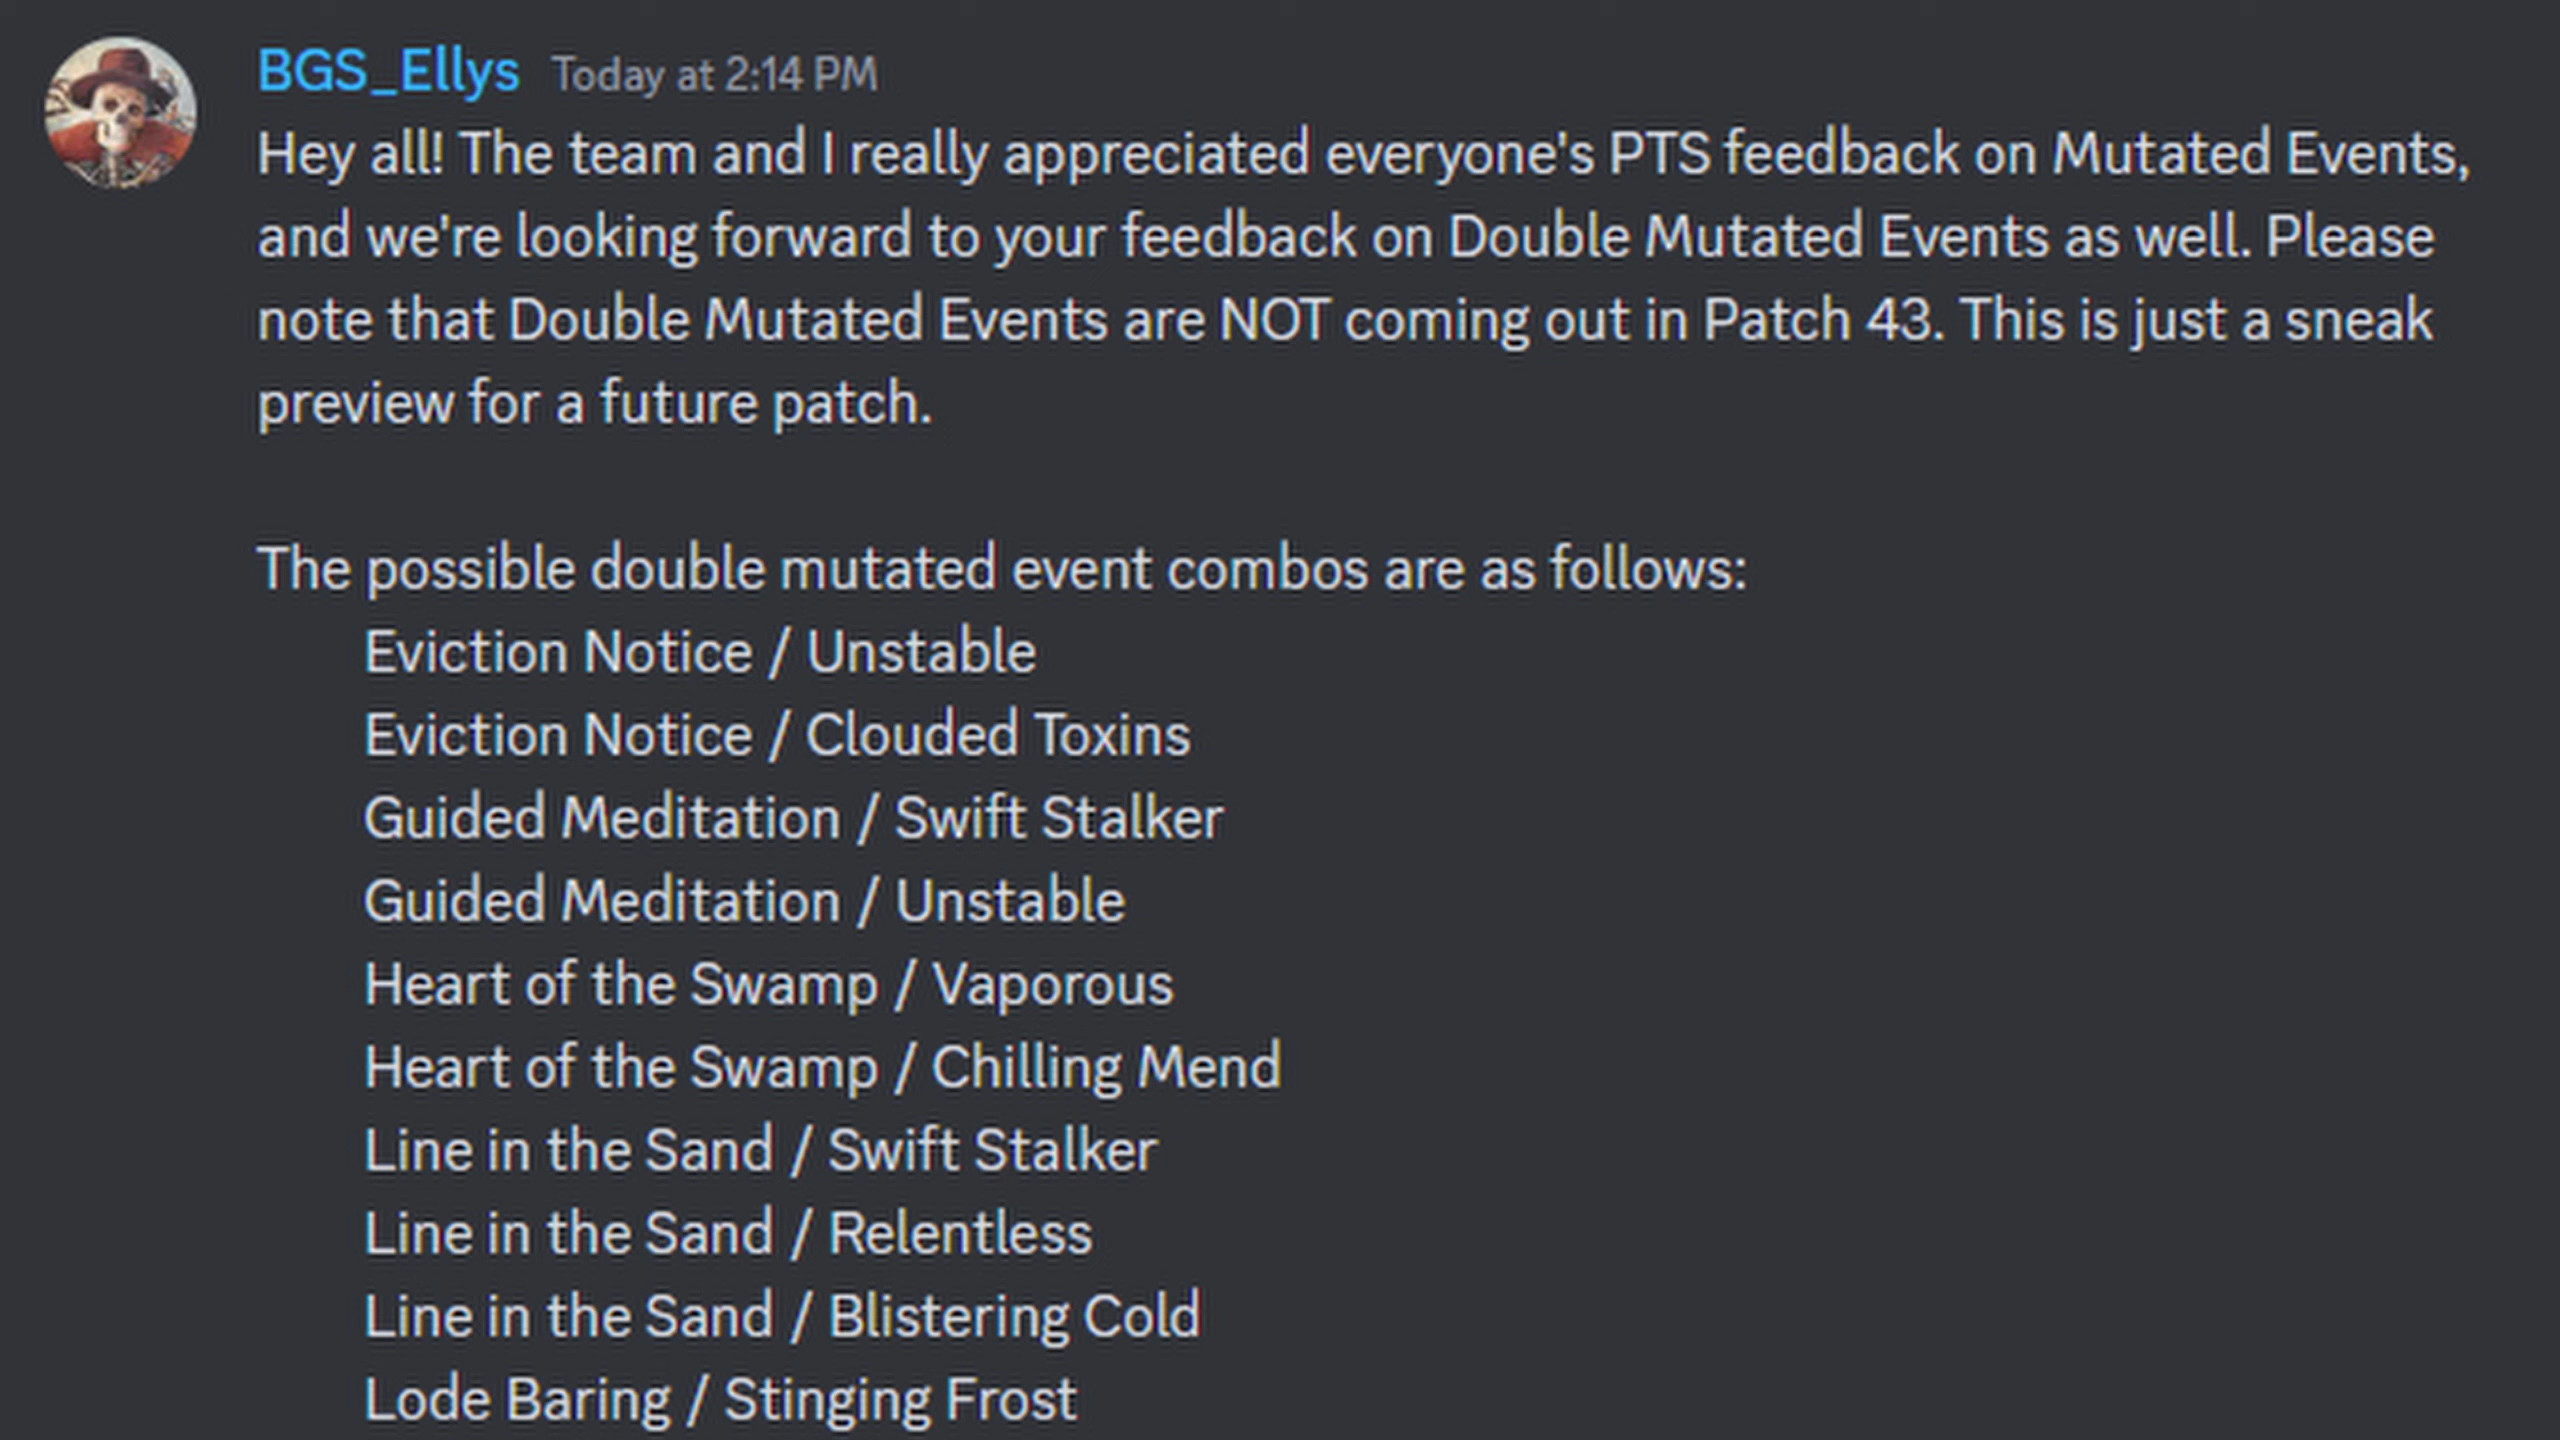 BGS_Ellys Today at 2:14 PM
Hey all! The team and I really appreciated everyone's PTS feedback on Mutated Events,
and we're looking forward to your feedback on Double Mutated Events as well. Please
note that Double Mutated Events are NOT coming out in Patch 43. This is just a sneak
preview for a future patch.
The possible double mutated event combos are as follows:
Eviction Notice / Unstable
Eviction Notice / Clouded Toxins
Guided Meditation / Swift Stalker
Guided Meditation / Unstable
Heart of the Swamp / Vaporous
Heart of the Swamp / Chilling Mend
Line in the Sand / Swift Stalker
Line in the Sand / Relentless
Line in the Sand / Blistering Cold
Lode Baring / Stinging Frost